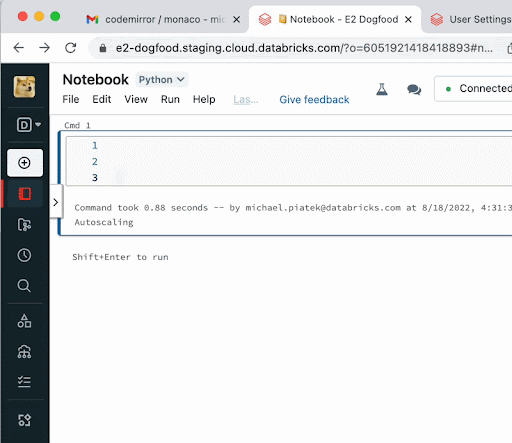 codemirror / monaco - mic
Notebook - E2 Dogfood
User Settings
e2-dogfood.staging.cloud.databricks.com/?o=6051921418418893#n...
Notebook Python
File Edit View Run Help Las... Give feedback
Connected
D
Cmd 1
1
2
3
Command took 0.88 seconds -- by michael.piatek@databricks.com at 8/18/2022, 4:31:3
Autoscaling
Shift+Enter to run